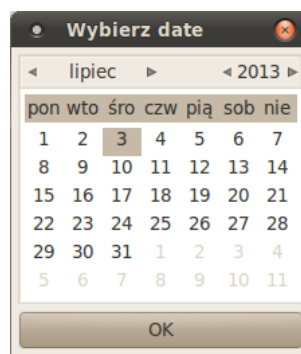 Wybierz date
lipiec 2013
pon wto śro czw pią sob nie
1 2 3 4 5 6 7
8 9 10 11 12 13 14
15 16 17 18 19 20 21
22 23 24 25 26 27 28
29 30 31 1 2 3 4
5 6 7 8 9 10 11
OK